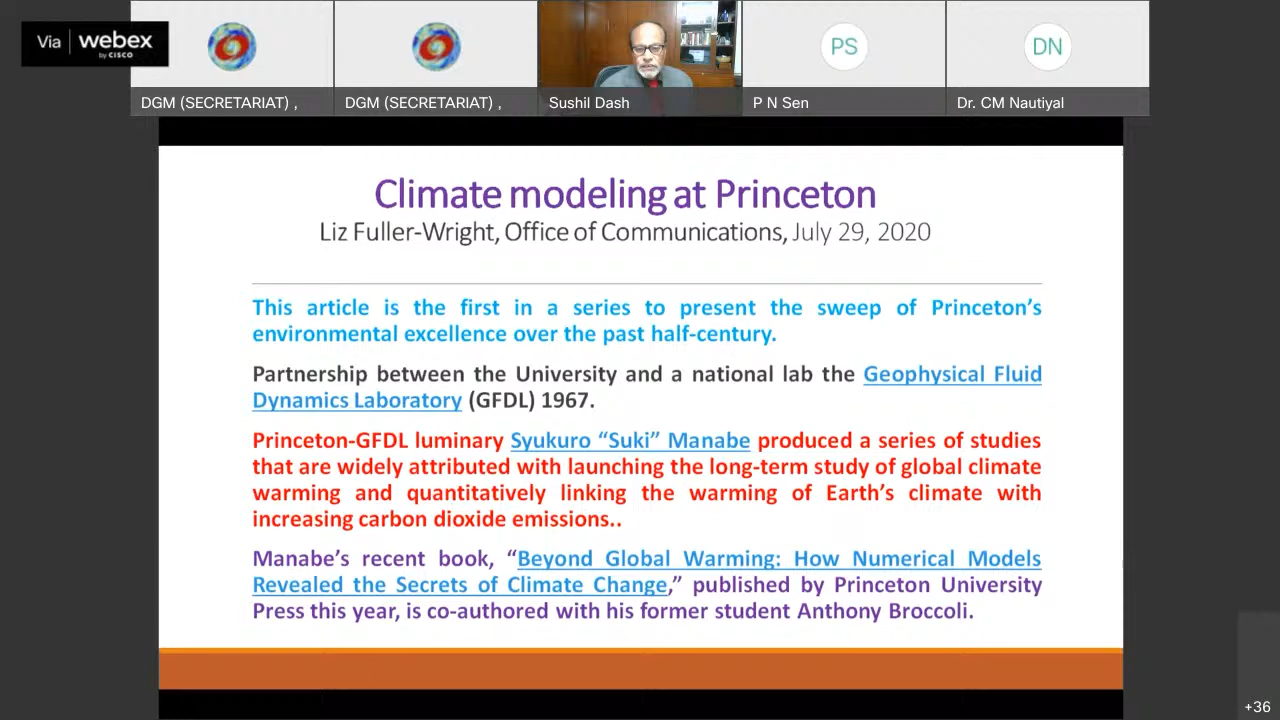 Via webex
by CISCO
DGM (SECRETARIAT) ,
DGM (SECRETARIAT) ,
Sushil Dash
PS
P N Sen
DN
Dr. CM Nautiyal
Climate modeling at Princeton
Liz Fuller-Wright, Office of Communications, July 29, 2020
This article is the first in a series to present the sweep of Princeton’s
environmental excellence over the past half-century.
Partnership between the University and a national lab the Geophysical Fluid
Dynamics Laboratory (GFDL) 1967.
Princeton-GFDL luminary Syukuro “Suki” Manabe produced a series of studies
that are widely attributed with launching the long-term study of global climate
warming and quantitatively linking the warming of Earth’s climate with
increasing carbon dioxide emissions..
Manabe’s recent book, “Beyond Global Warming: How Numerical Models
Revealed the Secrets of Climate Change,” published by Princeton University
Press this year, is co-authored with his former student Anthony Broccoli.
+36